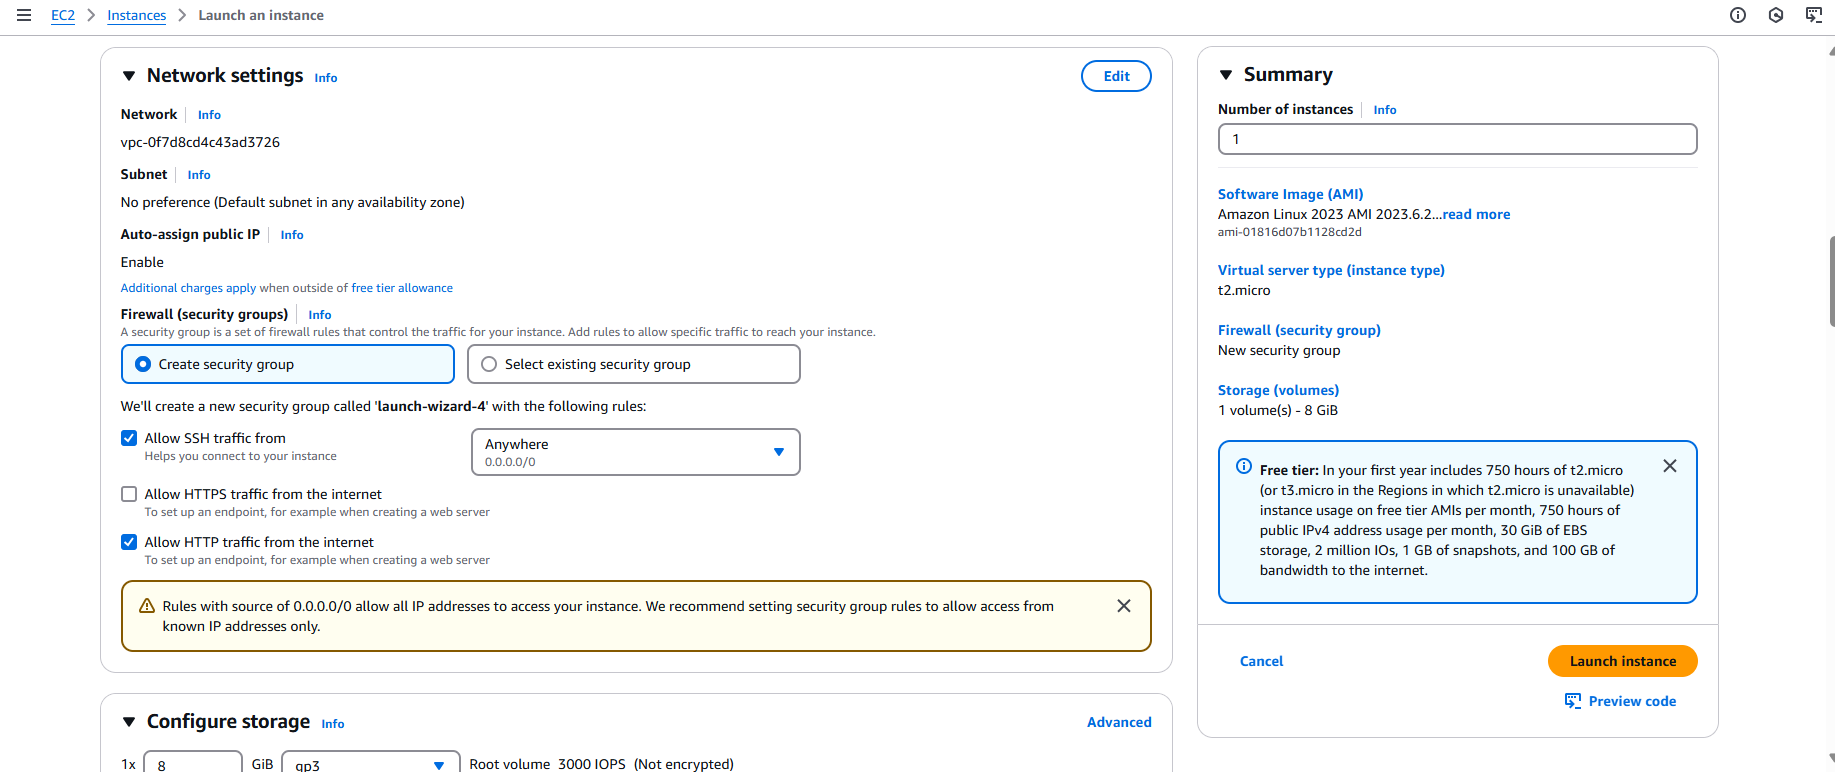 EC2 > Instances > Launch an instance
Network settings Info
Edit
Network Info
vpc-0f7d8cd4c43ad3726
Subnet Info
No preference (Default subnet in any availability zone)
Auto-assign public IP Info
Enable
Additional charges apply when outside of free tier allowance
Firewall (security groups) Info
A security group is a set of firewall rules that control the traffic for your instance. Add rules to allow specific traffic to reach your instance.
Create security group
Select existing security group
We'll create a new security group called 'launch-wizard-4' with the following rules:
Allow SSH traffic from
Helps you connect to your instance
Anywhere
0.0.0.0/0
Allow HTTPS traffic from the internet
To set up an endpoint, for example when creating a web server
Allow HTTP traffic from the internet
To set up an endpoint, for example when creating a web server
Rules with source of 0.0.0.0/0 allow all IP addresses to access your instance. We recommend setting security group rules to allow access from
known IP addresses only.
Configure storage Info
Advanced
1x 8 GiB gp3 Root volume 3000 IOPS (Not encrypted)
Summary
Number of instances Info
1
Software Image (AMI)
Amazon Linux 2023 AMI 2023.6.2...read more
ami-01816d07b1128cd2d
Virtual server type (instance type)
t2.micro
Firewall (security group)
New security group
Storage (volumes)
1 volume(s) - 8 GiB
Free tier: In your first year includes 750 hours of t2.micro
(or t3.micro in the Regions in which t2.micro is unavailable)
instance usage on free tier AMIs per month, 750 hours of
public IPv4 address usage per month, 30 GiB of EBS
storage, 2 million IOs, 1 GB of snapshots, and 100 GB of
bandwidth to the internet.
Cancel
Launch instance
Preview code